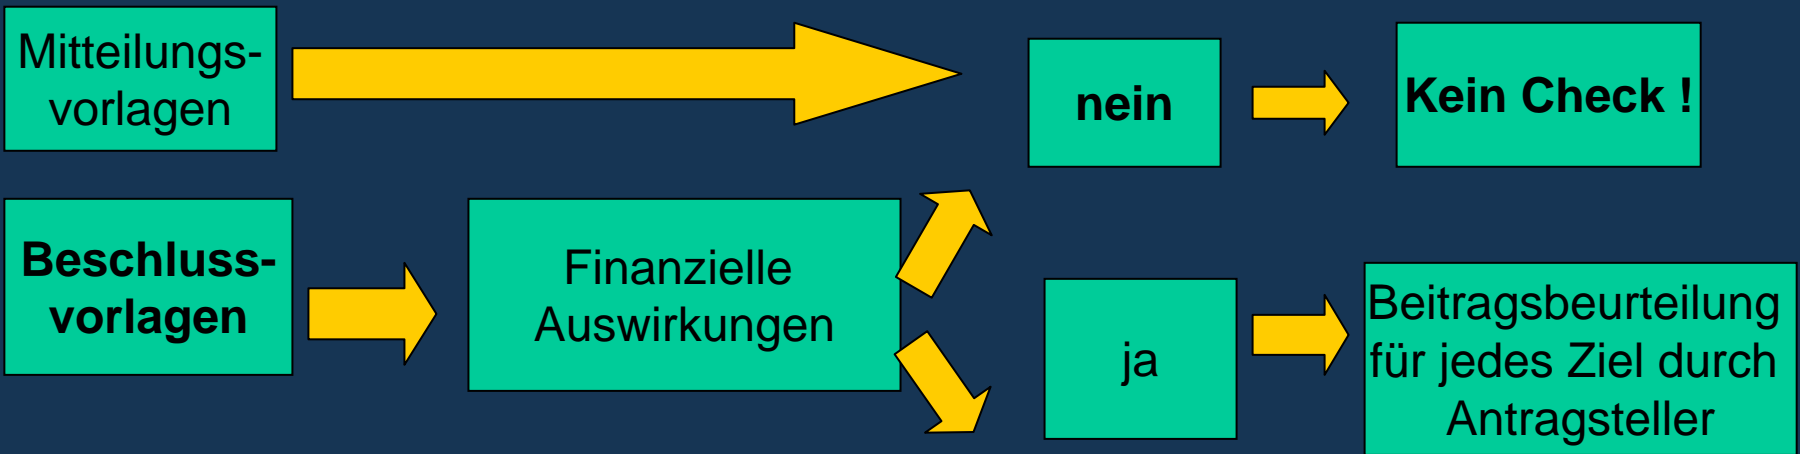 Mitteilungs-
vorlagen
nein
Kein Check !
Beschluss-
vorlagen
Finanzielle
Auswirkungen
ja
Beitragsbeurteilung
für jedes Ziel durch
Antragsteller